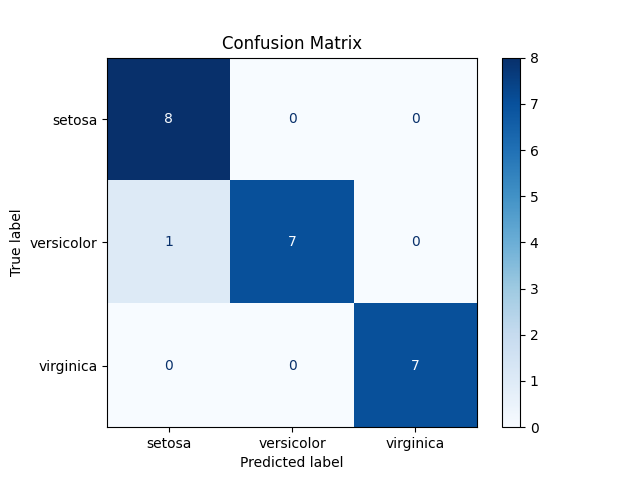 Confusion Matrix
True label
setosa 8 0 0
versicolor 1 7 0
virginica 0 0 7
setosa versicolor virginica
Predicted label
8
7
6
5
4
3
2
1
0